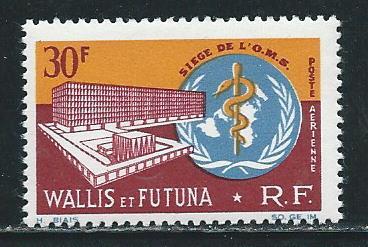 30F
SIEGE DE L'O.M.S.
POSTE AERIENNE
WALLIS ET FUTUNA ★ R.F.
H. BIAIS
SO.GE.IM